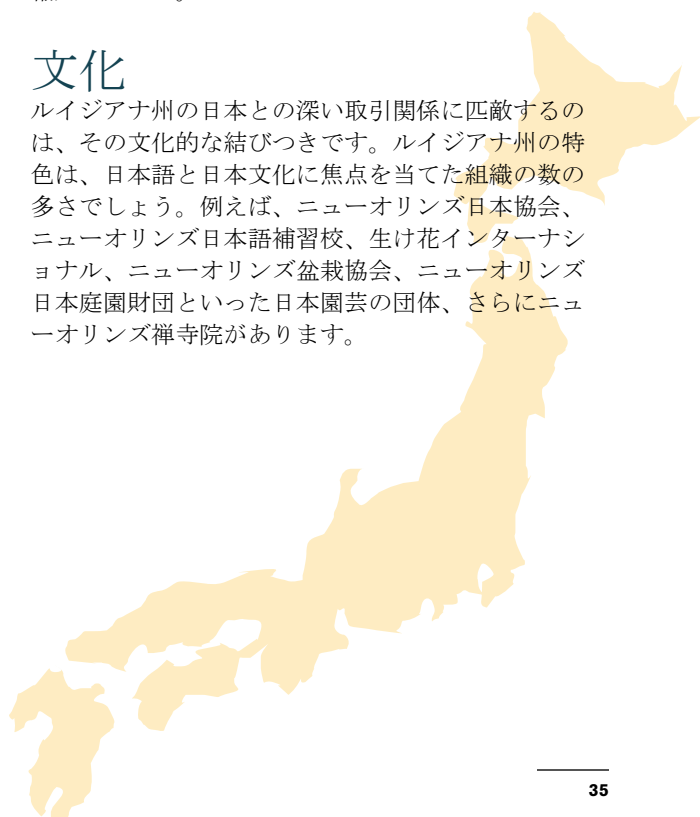 文化
ルイジアナ州の日本との深い取引関係に匹敵するの
は、その文化的な結びつきです。ルイジアナ州の特
色は、日本語と日本文化に焦点を当てた組織の数の
多さでしょう。例えば、ニューオリンズ日本協会、
ニューオリンズ日本語補習校、生け花インターナシ
ョナル、ニューオリンズ盆栽協会、ニューオリンズ
日本庭園財団といった日本園芸の団体、さらにニュ
ーオリンズ禅寺院があります。
35